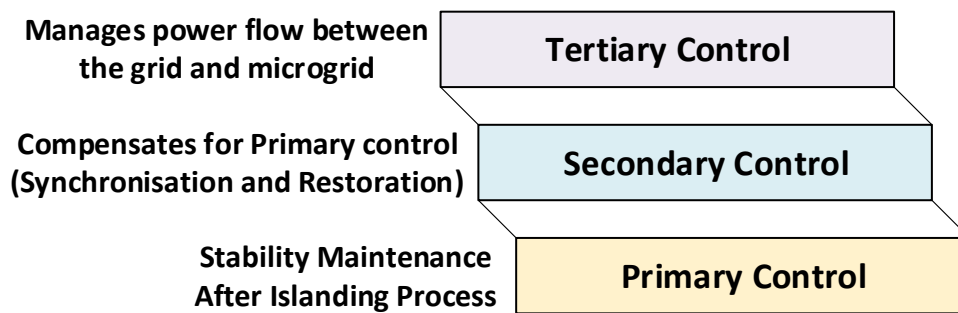 Manages power flow between
the grid and microgrid
Tertiary Control
Compensates for Primary control
(Synchronisation and Restoration)
Secondary Control
Stability Maintenance
After Islanding Process
Primary Control